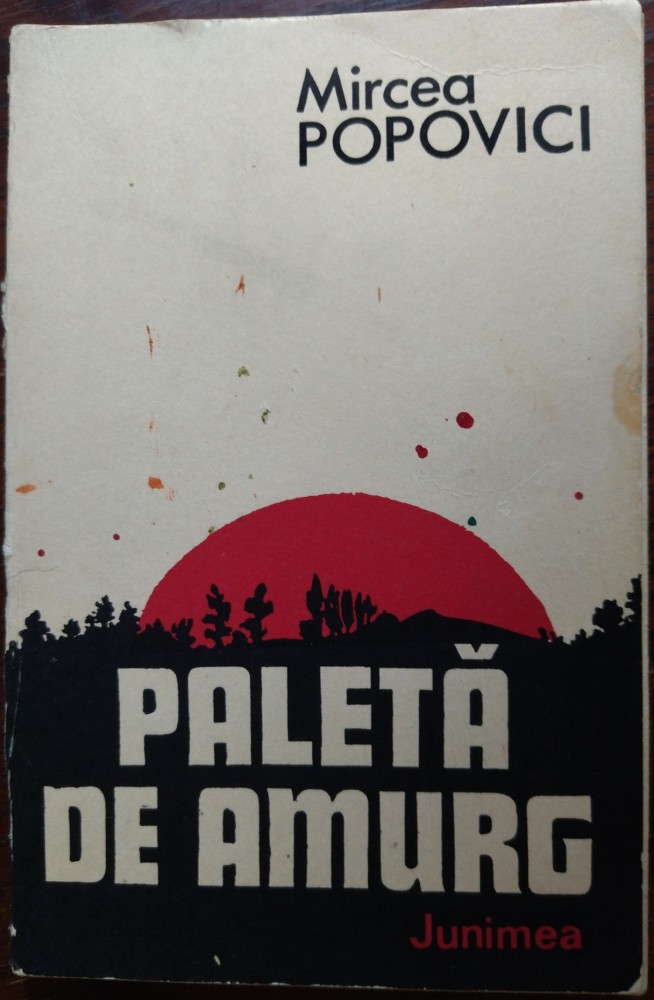 Mircea
POPOVICI
PALETĂ
DE AMURG
Junimea